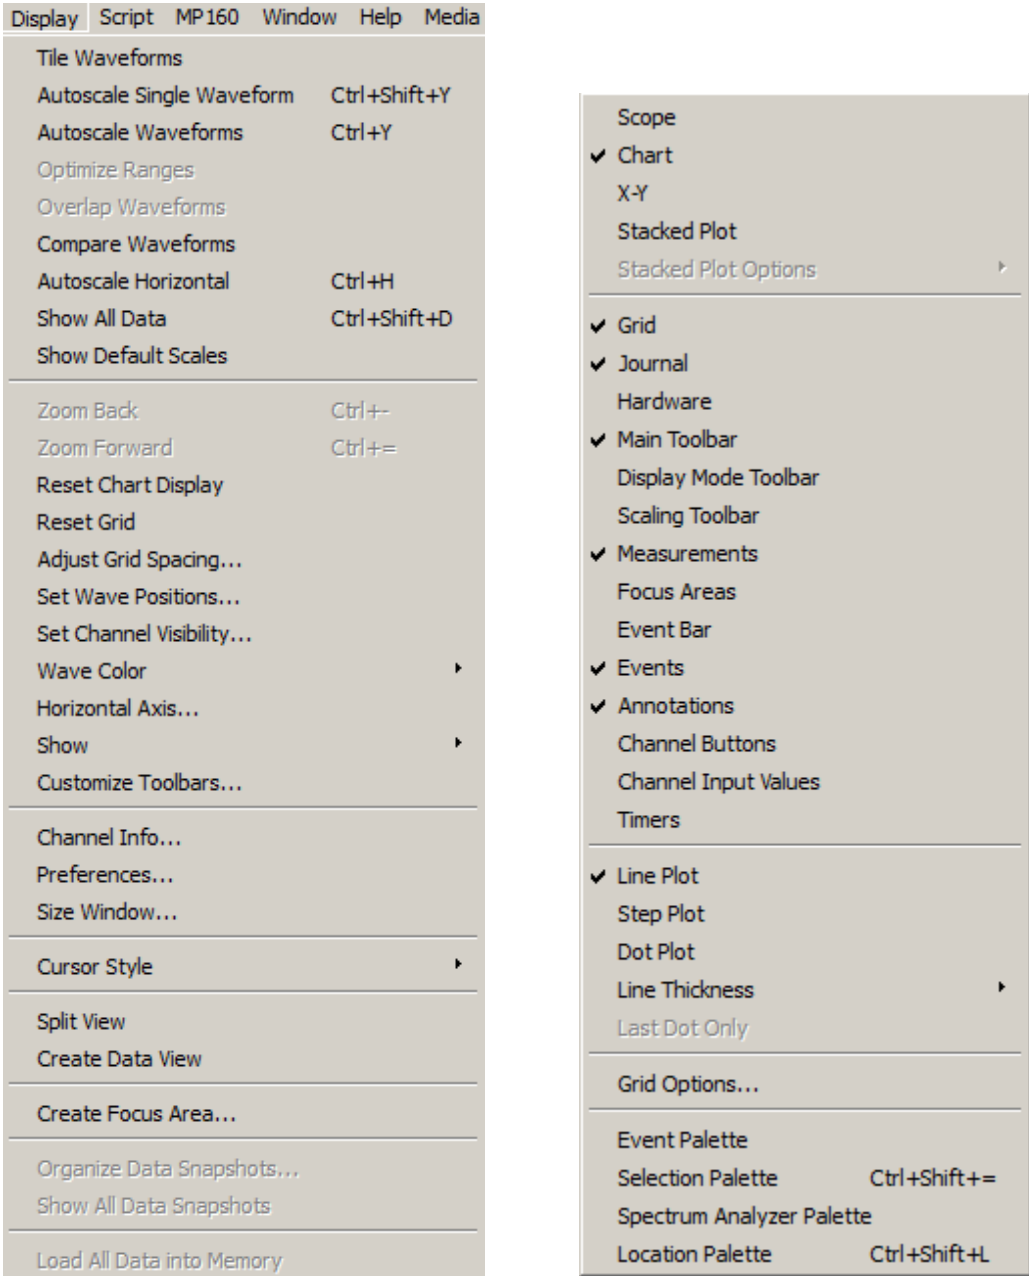 Display Script MP160 Window Help Media
Tile Waveforms
Autoscale Single Waveform Ctrl+Shift+Y
Autoscale Waveforms Ctrl+Y
Optimize Ranges
Overlap Waveforms
Compare Waveforms
Autoscale Horizontal Ctrl+H
Show All Data Ctrl+Shift+D
Show Default Scales
Zoom Back Ctrl+-
Zoom Forward Ctrl+=
Reset Chart Display
Reset Grid
Adjust Grid Spacing...
Set Wave Positions...
Set Channel Visibility...
Wave Color
Horizontal Axis...
Show
Customize Toolbars...
Channel Info...
Preferences...
Size Window...
Cursor Style
Split View
Create Data View
Create Focus Area...
Organize Data Snapshots...
Show All Data Snapshots
Load All Data into Memory
Scope
Chart
X-Y
Stacked Plot
Stacked Plot Options
Grid
Journal
Hardware
Main Toolbar
Display Mode Toolbar
Scaling Toolbar
Measurements
Focus Areas
Event Bar
Events
Annotations
Channel Buttons
Channel Input Values
Timers
Line Plot
Step Plot
Dot Plot
Line Thickness
Last Dot Only
Grid Options...
Event Palette
Selection Palette Ctrl+Shift+=
Spectrum Analyzer Palette
Location Palette Ctrl+Shift+L